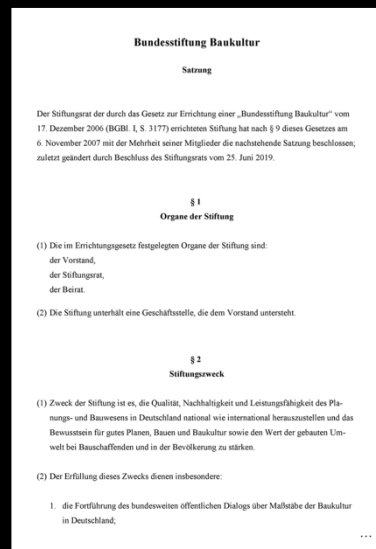 Bundesstiftung Baukultur
Satzung
Der Stiftungsrat der durch das Gesetz zur Errichtung einer „Bundesstiftung Baukultur“ vom
17. Dezember 2006 (BGBl. I, S. 3177) errichteten Stiftung hat nach § 9 dieses Gesetzes am
6. November 2007 mit der Mehrheit seiner Mitglieder die nachstehende Satzung beschlossen;
zuletzt geändert durch Beschluss des Stiftungsrats vom 25. Juni 2019.
§ 1
Organe der Stiftung
(1) Die im Errichtungsgesetz festgelegten Organe der Stiftung sind:
der Vorstand,
der Stiftungsrat,
der Beirat.
(2) Die Stiftung unterhält eine Geschäftsstelle, die dem Vorstand untersteht.
§ 2
Stiftungszweck
(1) Zweck der Stiftung ist es, die Qualität, Nachhaltigkeit und Leistungsfähigkeit des Pla-
nungs- und Bauwesens in Deutschland national wie international herauszustellen und das
Bewusstsein für gutes Planen, Bauen und Baukultur sowie den Wert der gebauten Um-
welt bei Bauschaffenden und in der Bevölkerung zu stärken.
(2) Der Erfüllung dieses Zwecks dienen insbesondere:
1. die Fortführung des bundesweiten öffentlichen Dialogs über Maßstäbe der Baukultur
in Deutschland;
...